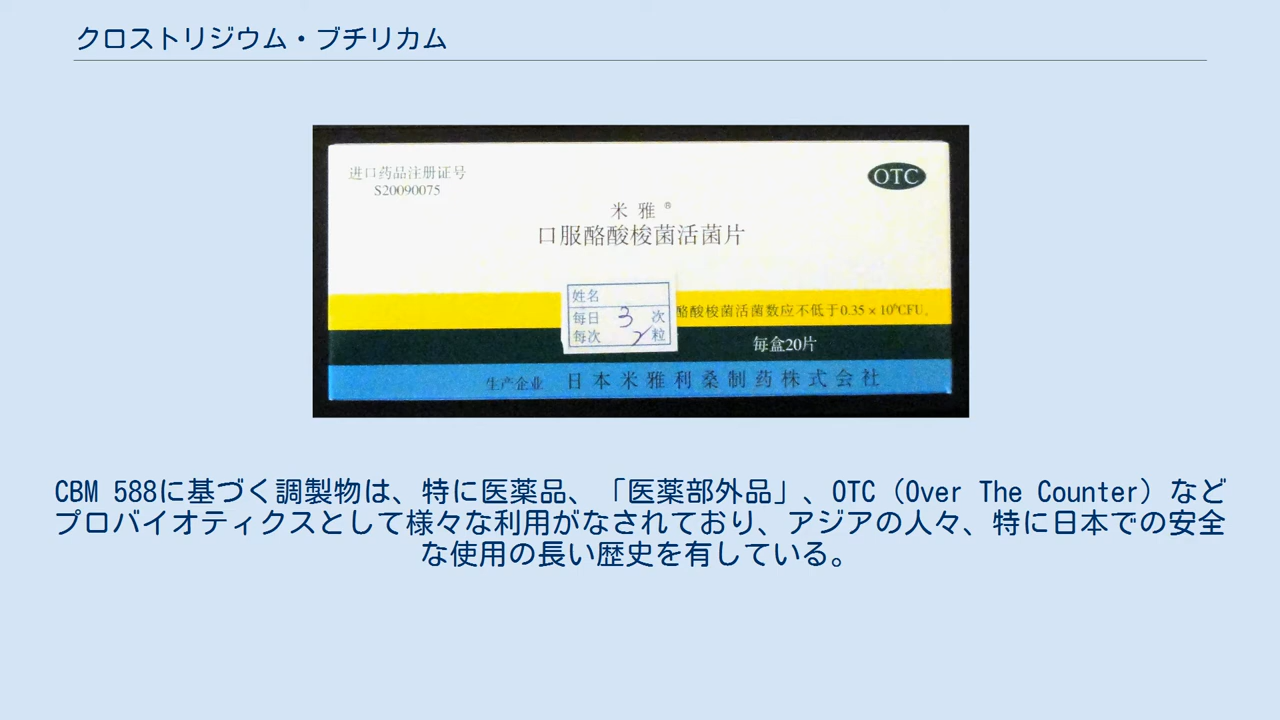 クロストリジウム・ブチリカム
进口药品注册证号
S20090075
OTC
米雅®
口服酪酸梭菌活菌片
姓名
每日 3 次
每次 2 粒
酪酸梭菌活菌数应不低于0.35×10⁶CFU。
每盒20片
生产企业 日本米雅利桑制药株式会社
CBM 588に基づく調製物は、特に医薬品、「医薬部外品」、OTC（Over The Counter）など
プロバイオティクスとして様々な利用がなされており、アジアの人々、特に日本での安全
な使用の長い歴史を有している。